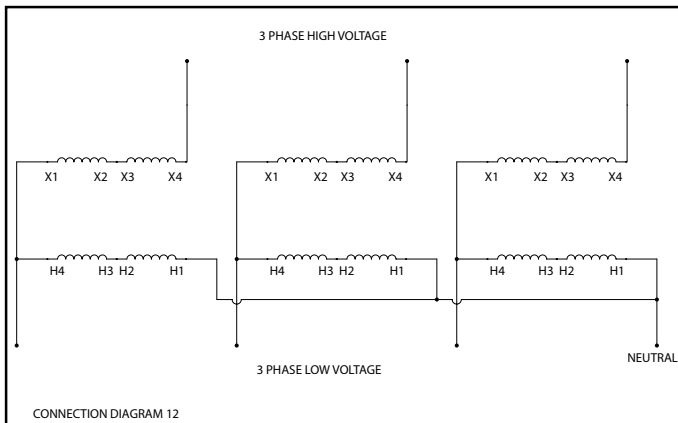 3 PHASE HIGH VOLTAGE
X1 X2 X3 X4 X1 X2 X3 X4 X1 X2 X3 X4
H4 H3 H2 H1 H4 H3 H2 H1 H4 H3 H2 H1
NEUTRAL
3 PHASE LOW VOLTAGE
CONNECTION DIAGRAM 12